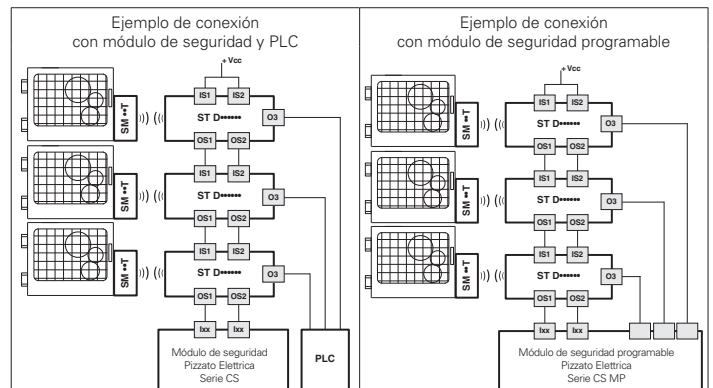 Ejemplo de conexión
con módulo de seguridad y PLC
+ Vcc
IS1 IS2
SM ••T
ST D••••••
O3
OS1 OS2
IS1 IS2
SM ••T
ST D••••••
O3
OS1 OS2
IS1 IS2
SM ••T
ST D••••••
O3
OS1 OS2
Ixx Ixx
Módulo de seguridad
Pizzato Elettrica
Serie CS
PLC
Ejemplo de conexión
con módulo de seguridad programable
+ Vcc
IS1 IS2
SM ••T
ST D••••••
O3
OS1 OS2
IS1 IS2
SM ••T
ST D••••••
O3
OS1 OS2
IS1 IS2
SM ••T
ST D••••••
O3
OS1 OS2
Ixx Ixx
Módulo de seguridad programable
Pizzato Elettrica
Serie CS MP